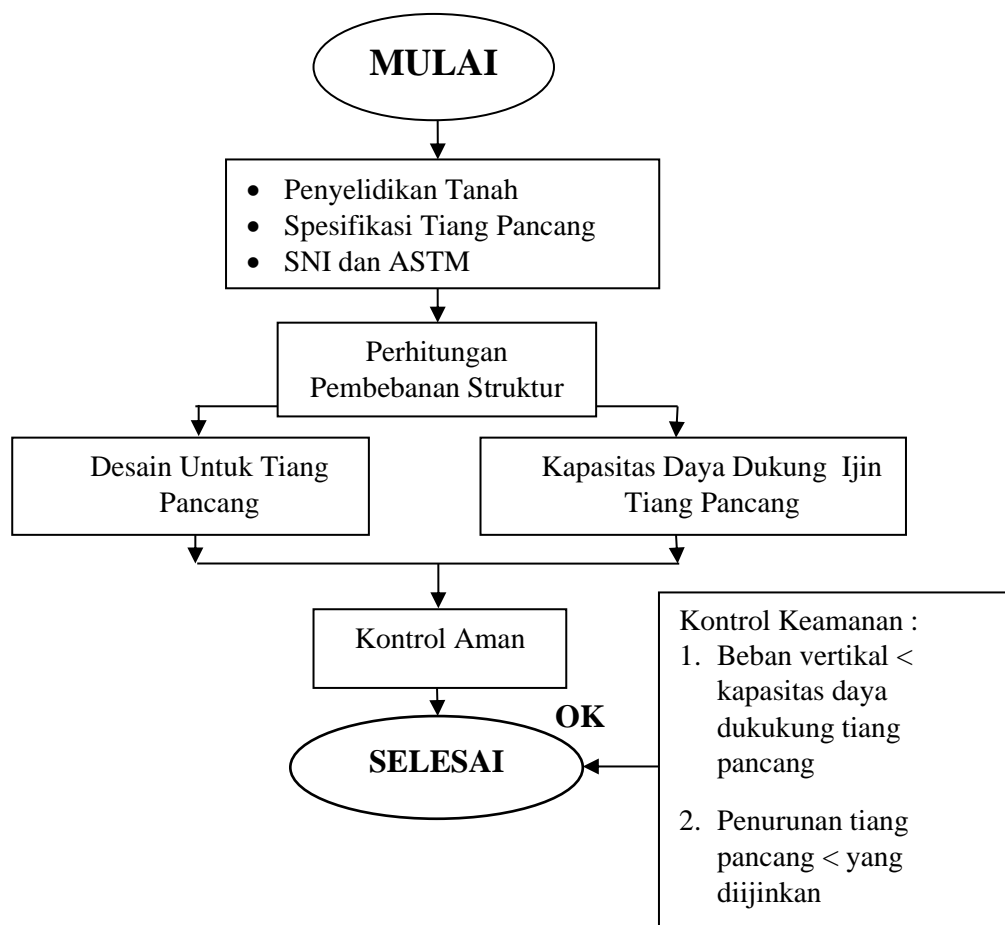 MULAI
• Penyelidikan Tanah
• Spesifikasi Tiang Pancang
• SNI dan ASTM
Perhitungan
Pembebanan Struktur
Desain Untuk Tiang
Pancang
Kapasitas Daya Dukung Ijin
Tiang Pancang
Kontrol Aman
Kontrol Keamanan :
1. Beban vertikal <
kapasitas daya
dukukung tiang
pancang
2. Penurunan tiang
pancang < yang
diijinkan
OK
SELESAI